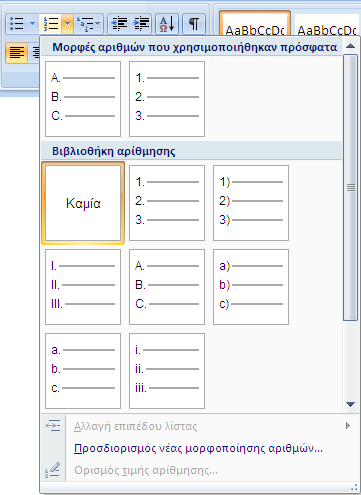 AaBbCcDc AaBbCc
Μορφές αριθμών που χρησιμοποιήθηκαν πρόσφατα
A. 1.
B. 2.
C. 3.
Βιβλιοθήκη αρίθμησης
Καμία
1. 1)
2. 2)
3. 3)
I. A. a)
II. B. b)
III. C. c)
a. i.
b. ii.
c. iii.
Αλλαγή επιπέδου λίστας
Προσδιορισμός νέας μορφοποίησης αριθμών...
Ορισμός τιμής αρίθμησης...